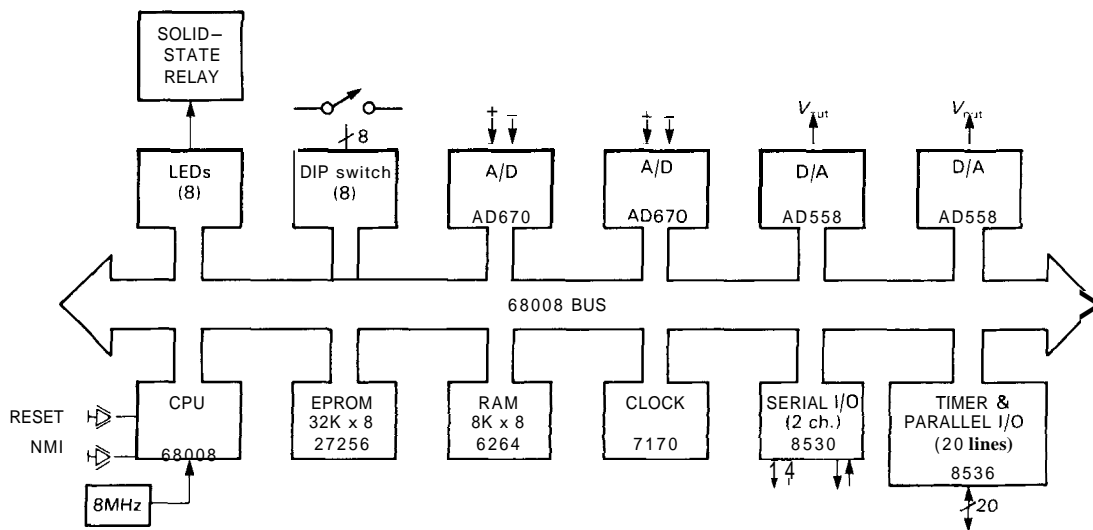 SOLID–
STATE
RELAY
8
+ –
+ –
V
V
LEDs
(8)
DIP switch
(8)
A/D
AD670
A/D
AD670
D/A
AD558
D/A
AD558
68008 BUS
RESET
NMI
CPU
68008
8MHz
EPROM
32K x 8
27256
RAM
8K x 8
6264
CLOCK
7170
SERIAL I/O
(2 ch.)
8530
TIMER &
PARALLEL I/O
(20 lines)
8536
20